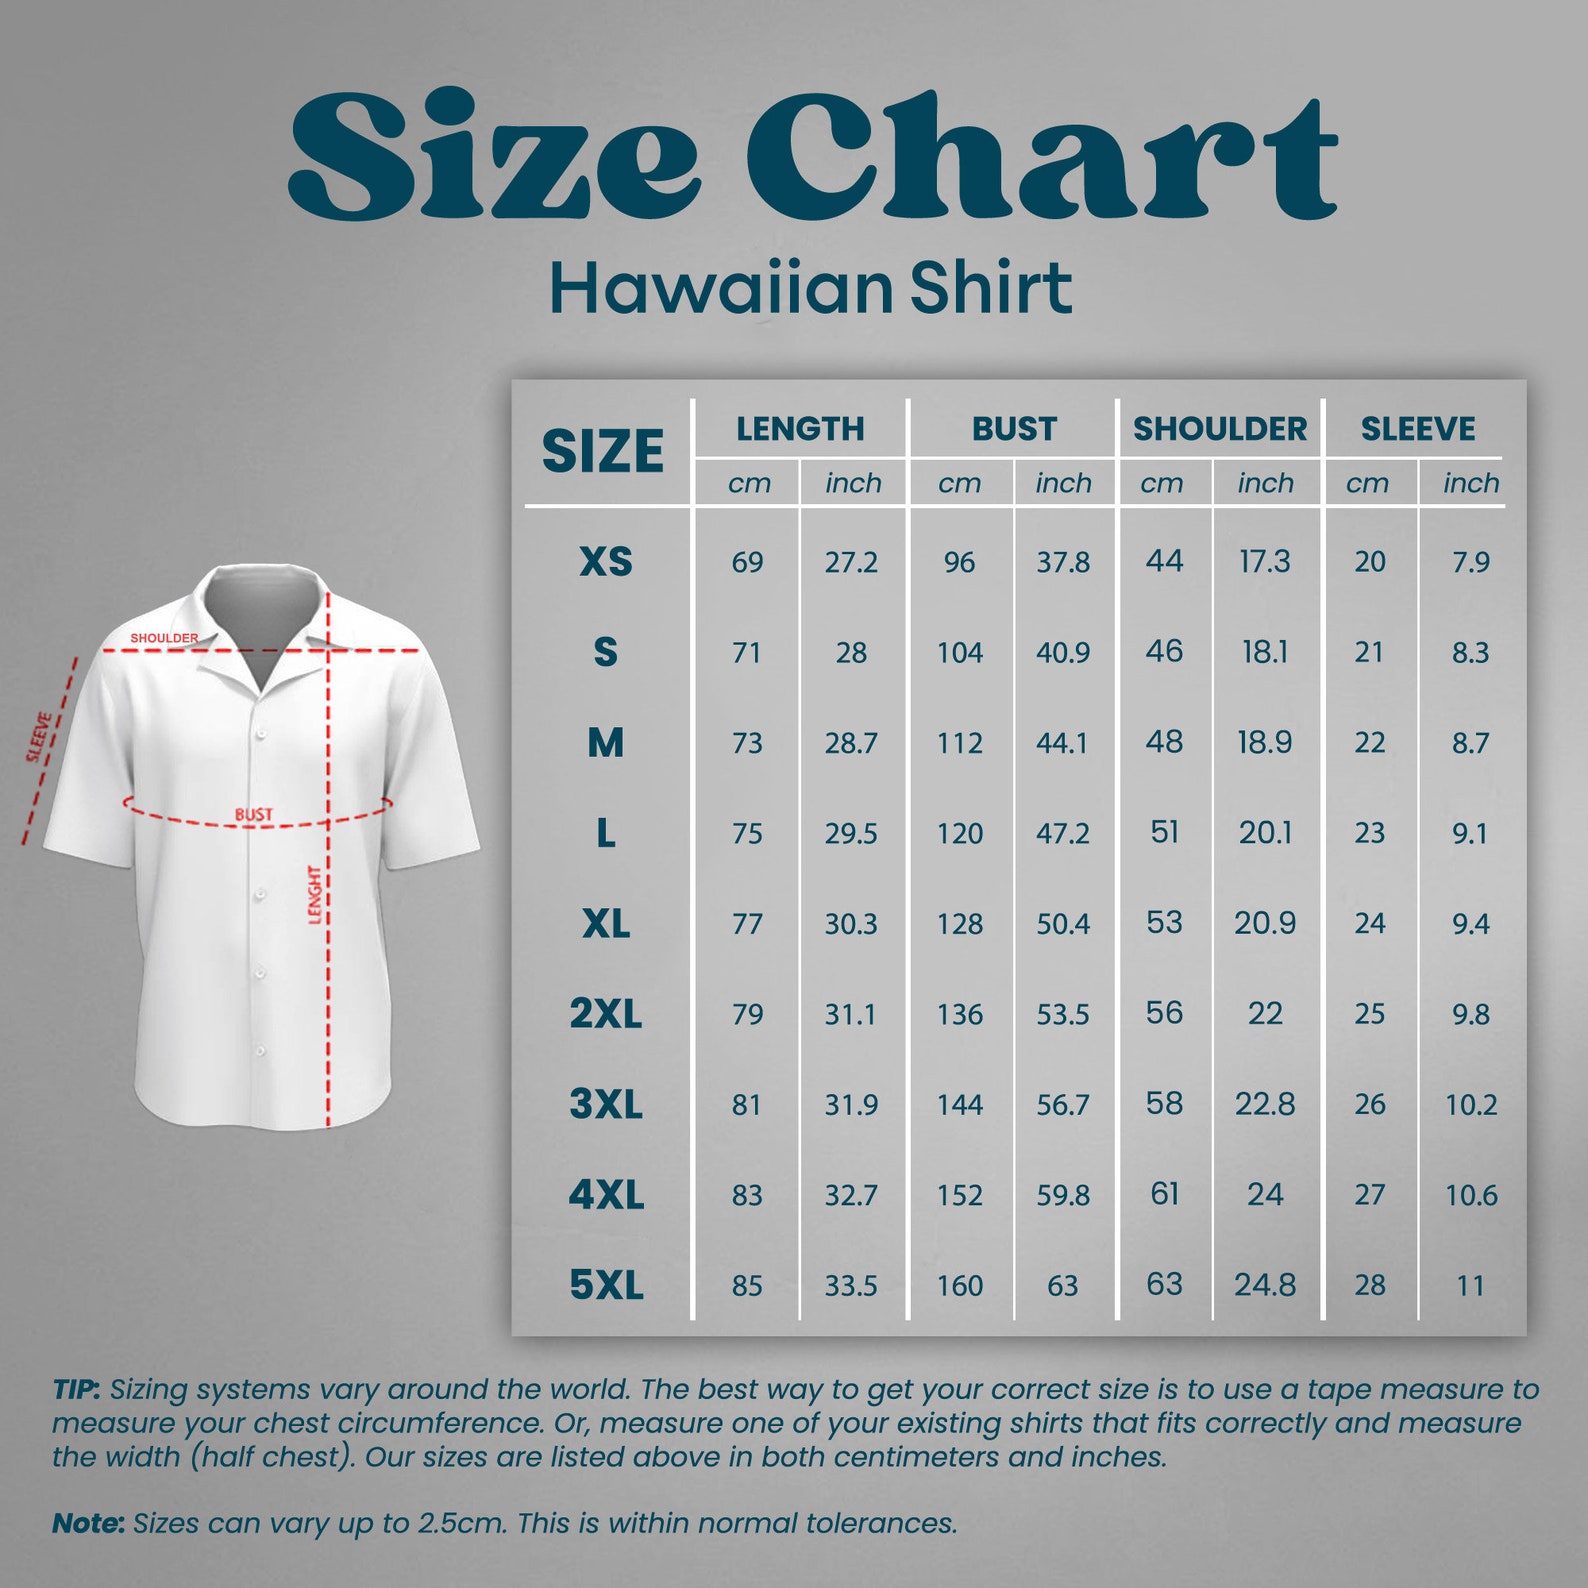 Size Chart
Hawaiian Shirt
SIZE LENGTH BUST SHOULDER SLEEVE
cm inch cm inch cm inch cm inch
XS 69 27.2 96 37.8 44 17.3 20 7.9
S 71 28 104 40.9 46 18.1 21 8.3
M 73 28.7 112 44.1 48 18.9 22 8.7
L 75 29.5 120 47.2 51 20.1 23 9.1
XL 77 30.3 128 50.4 53 20.9 24 9.4
2XL 79 31.1 136 53.5 56 22 25 9.8
3XL 81 31.9 144 56.7 58 22.8 26 10.2
4XL 83 32.7 152 59.8 61 24 27 10.6
5XL 85 33.5 160 63 63 24.8 28 11
SHOULDER
SLEEVE
BUST
LENGHT
TIP: Sizing systems vary around the world. The best way to get your correct size is to use a tape measure to
measure your chest circumference. Or, measure one of your existing shirts that fits correctly and measure
the width (half chest). Our sizes are listed above in both centimeters and inches.
Note: Sizes can vary up to 2.5cm. This is within normal tolerances.